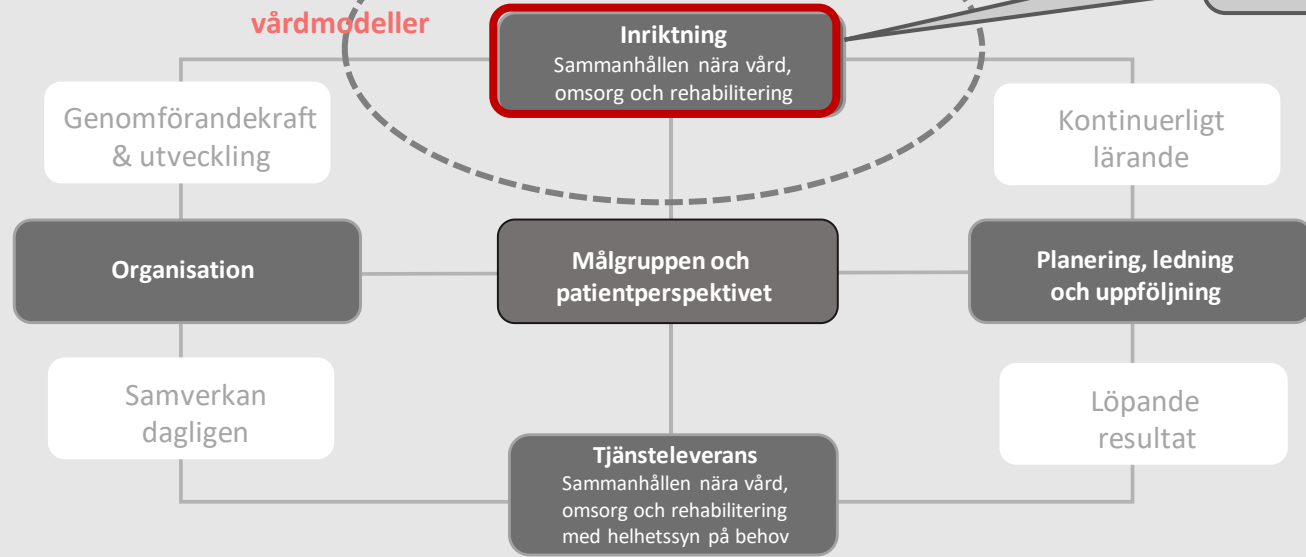 vårdmodeller
Inriktning
Sammanhållen nära vård,
omsorg och rehabilitering
Genomförandekraft
& utveckling
Kontinuerligt
lärande
Organisation
Målgruppen och
patientperspektivet
Planering, ledning
och uppföljning
Samverkan
dagligen
Löpande
resultat
Tjänsteleverans
Sammanhållen nära vård,
omsorg och rehabilitering
med helhetssyn på behov